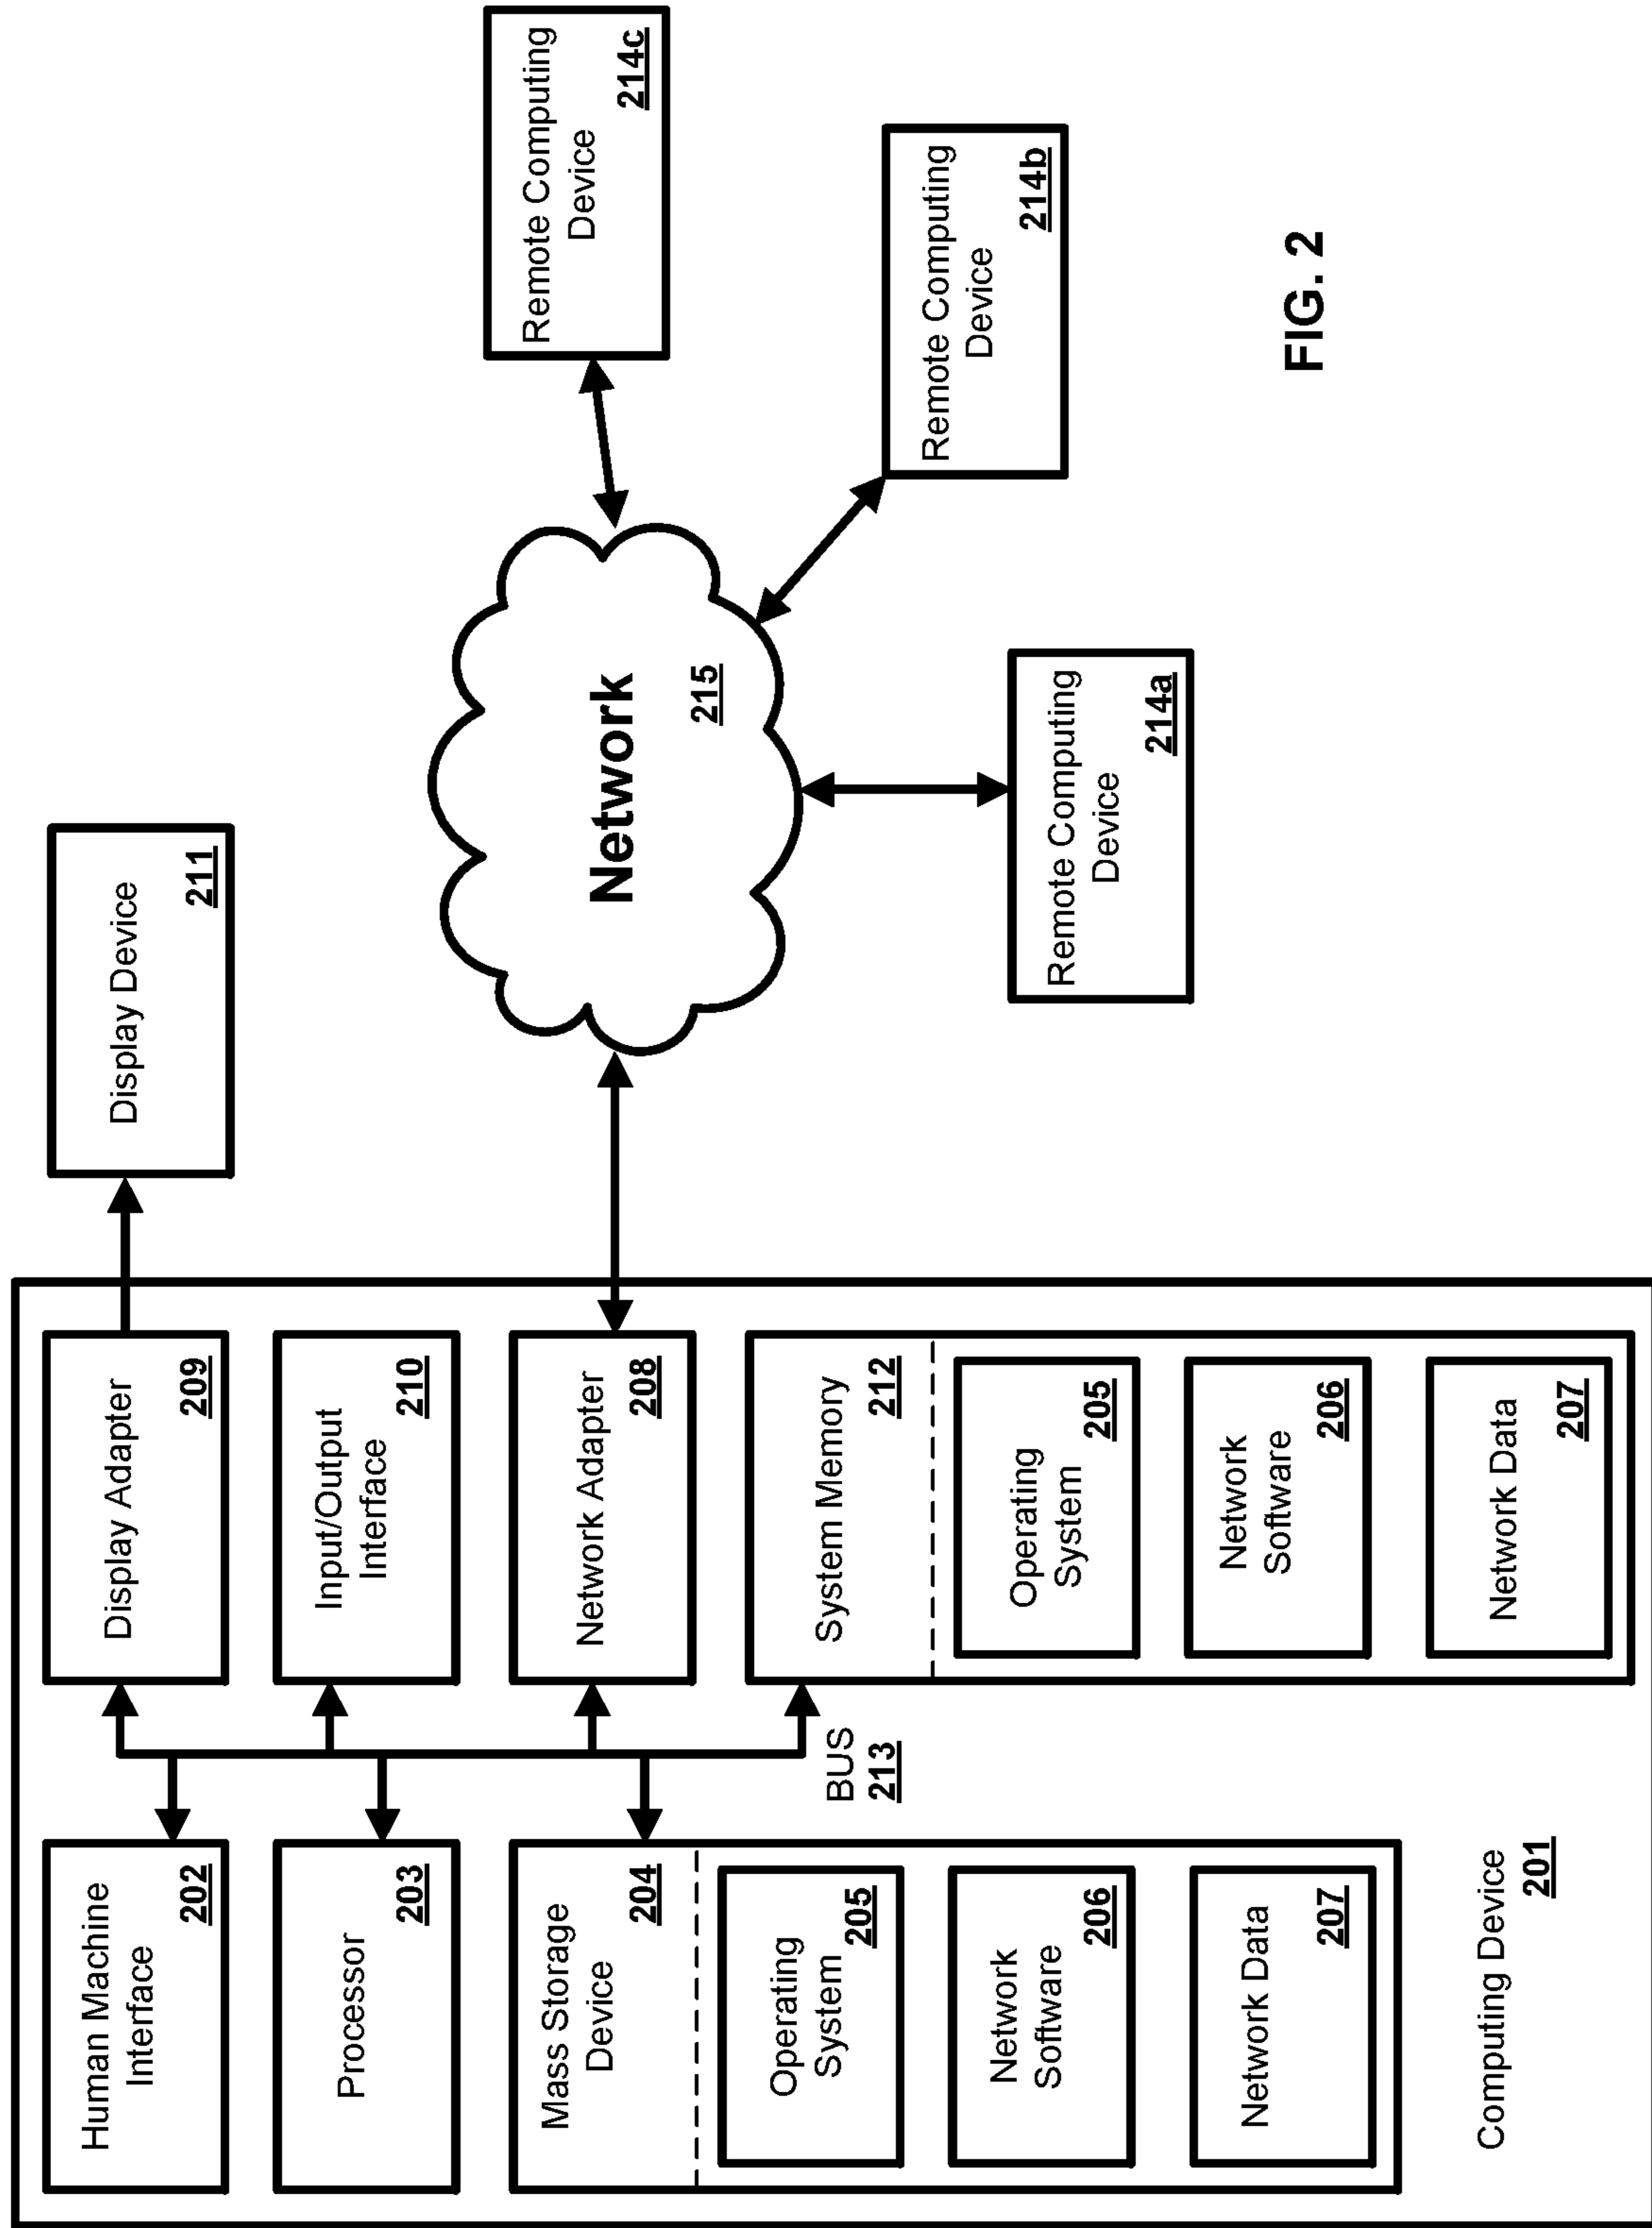 Human Machine
Interface
202
Processor
203
Mass Storage
Device
204
Operating
System
205
Network
Software
206
Network Data
207
Computing Device
201
BUS
213
Display Adapter
209
Input/Output
Interface
210
Network Adapter
208
System Memory
212
Operating
System
205
Network
Software
206
Network Data
207
Display Device
211
Network
215
Remote Computing
Device
214a
Remote Computing
Device
214b
Remote Computing
Device
214c
FIG. 2